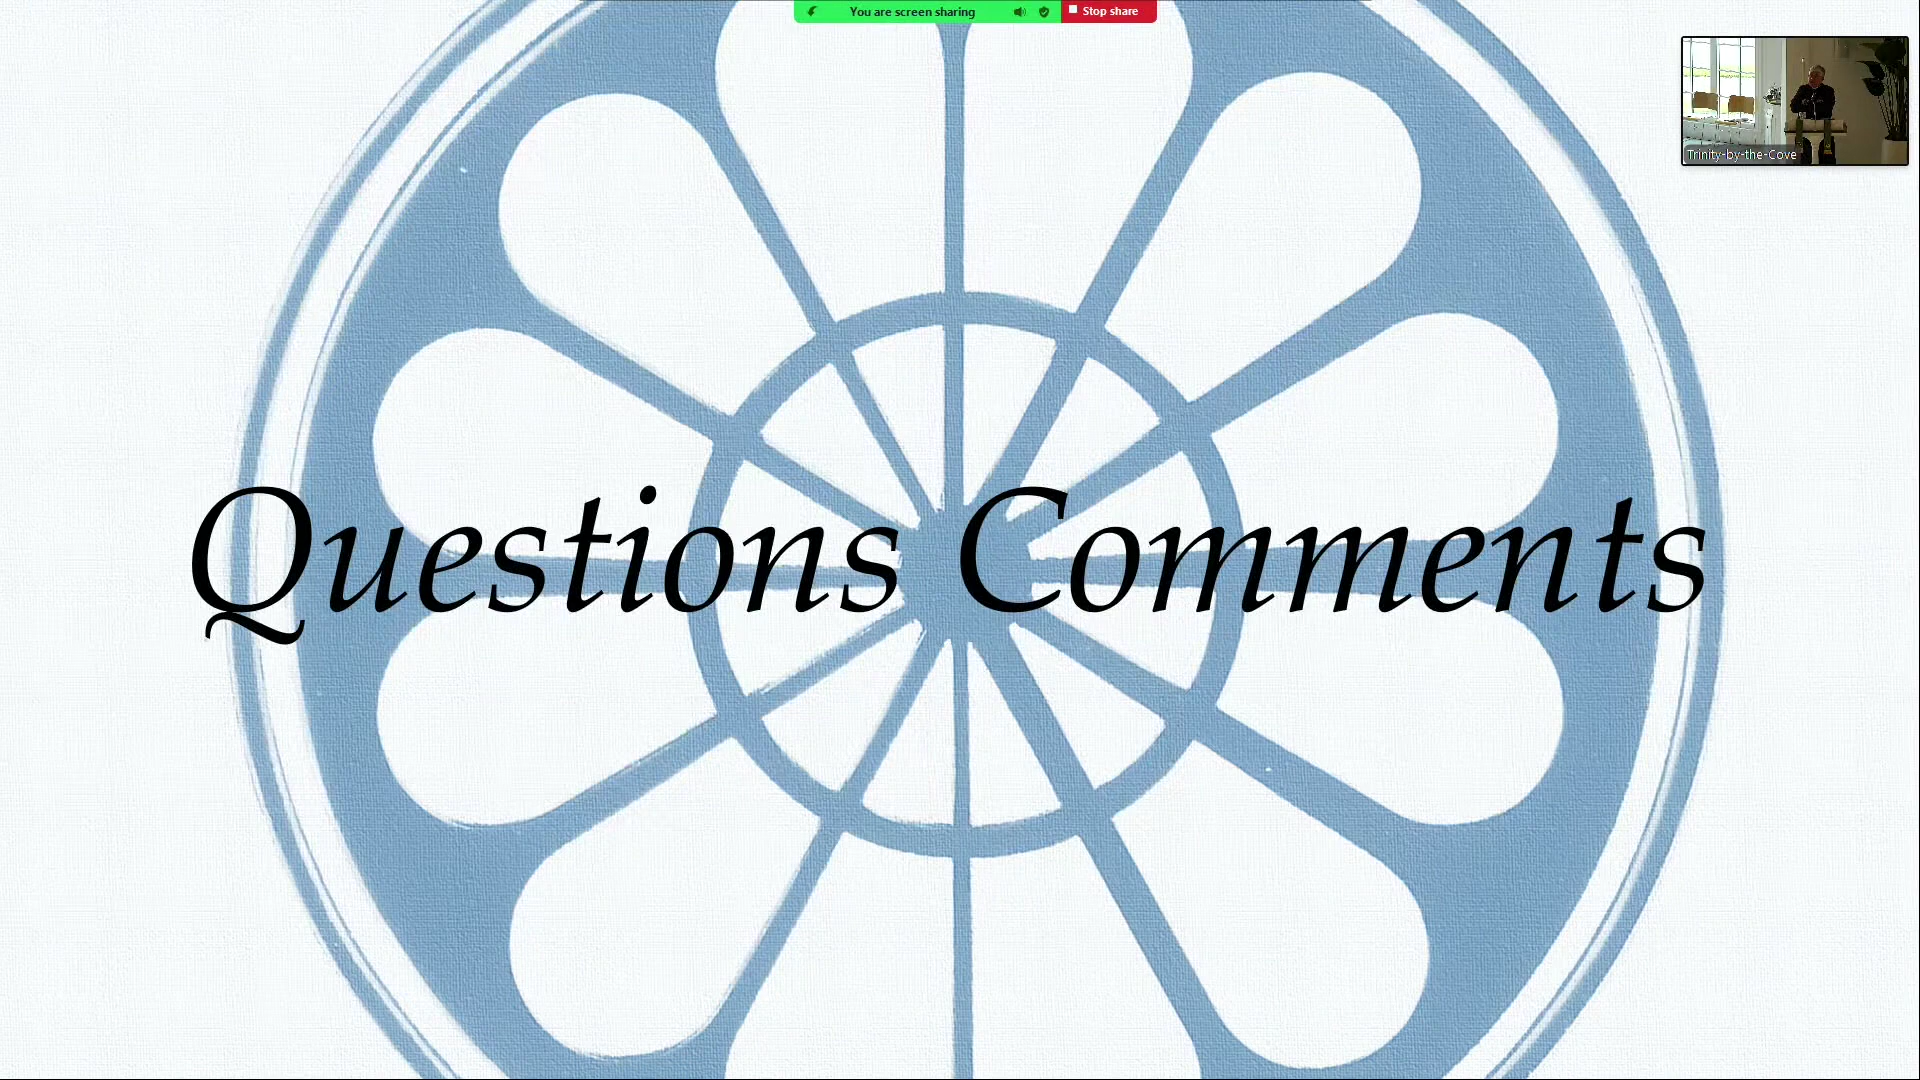 You are screen sharing
Stop share
Trinity-by-the-Cove
Questions Comments